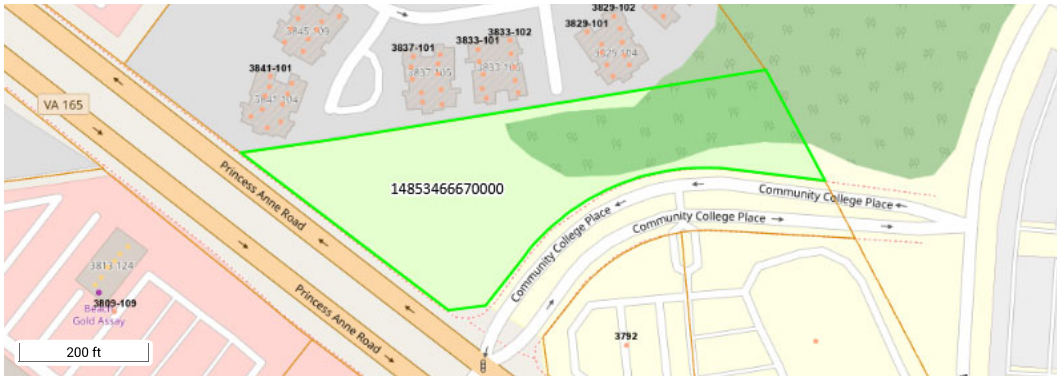 3829-102
3845-109
3833-102
3829-101
3837-101
3833-101
3829-104
3841-101
3837-105
3833-106
3841-104
VA 165
Princess Anne Road
14853466670000
Community College Place
Community College Place
Community College Place
3813-124
3809-109
Beach
Gold Assay
Princess Anne Road
3792
200 ft